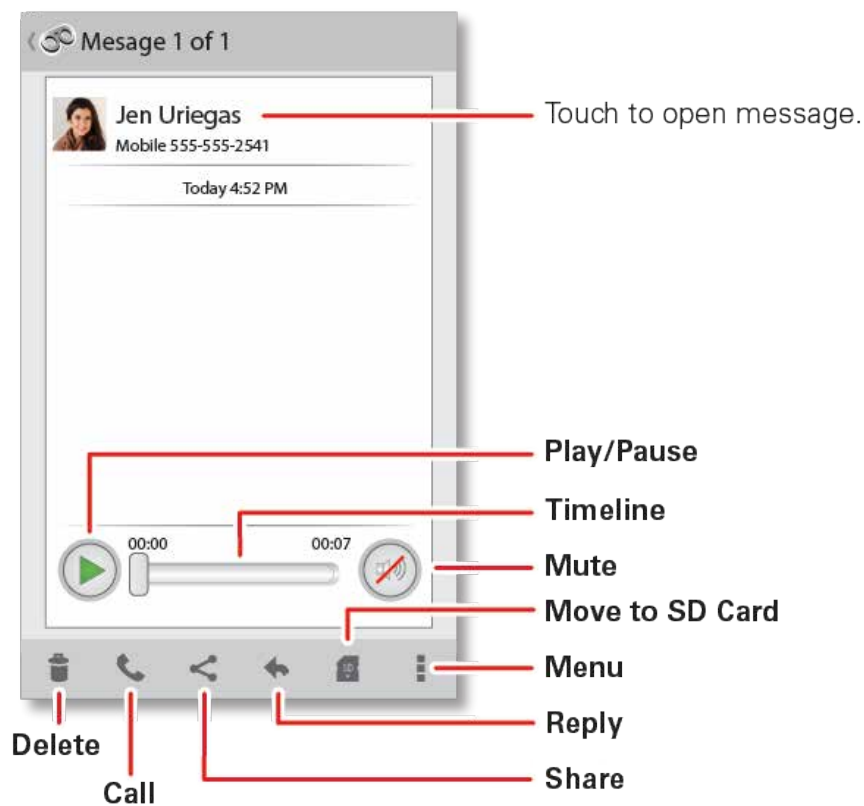 Mesage 1 of 1
Jen Uriegas
Touch to open message.
Mobile 555-555-2541
Today 4:52 PM
Play/Pause
Timeline
00:00
00:07
Mute
Move to SD Card
SD
Menu
Reply
Delete
Share
Call